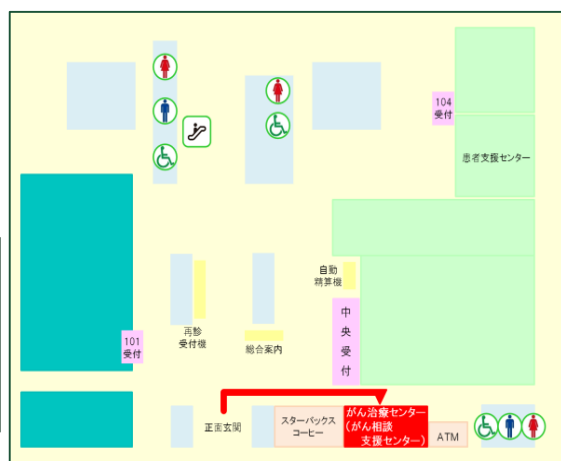 104
受付
患者支援センター
自動
精算機
101
受付
再診
受付機
総合案内
中
央
受
付
正面玄関
スターバックス
コーヒー
がん治療センター
(がん相談
支援センター)
ATM